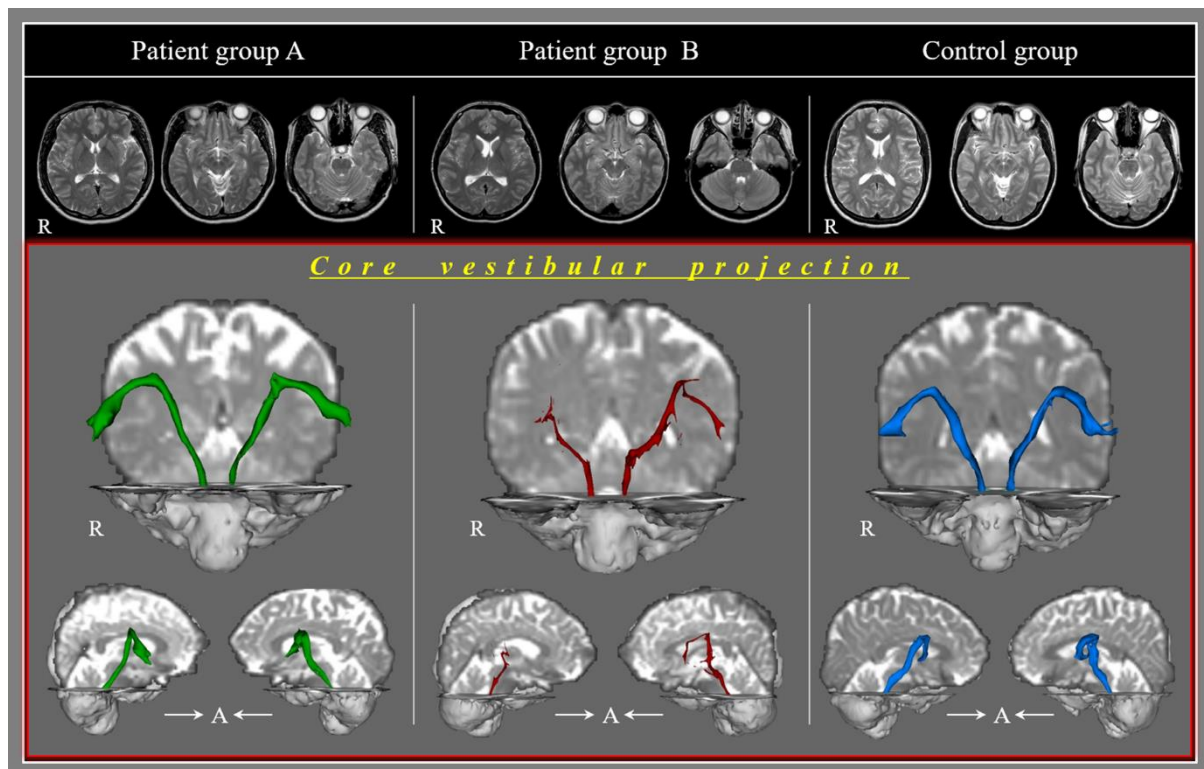 Patient group A
Patient group B
Control group
R
R
R
Core vestibular projection
R
R
R
A
A
A